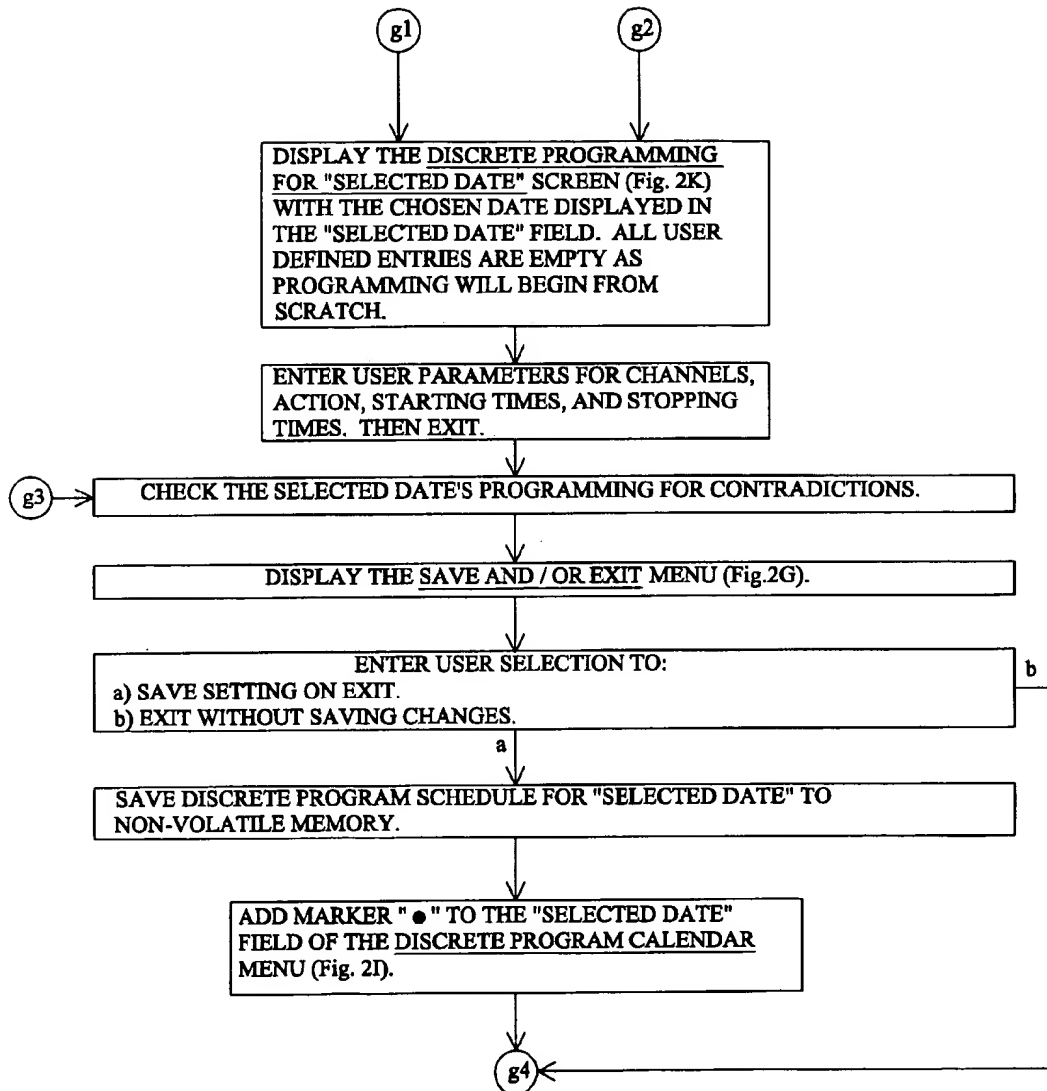 g1
g2
DISPLAY THE DISCRETE PROGRAMMING
FOR "SELECTED DATE" SCREEN (Fig. 2K)
WITH THE CHOSEN DATE DISPLAYED IN
THE "SELECTED DATE" FIELD. ALL USER
DEFINED ENTRIES ARE EMPTY AS
PROGRAMMING WILL BEGIN FROM
SCRATCH.
ENTER USER PARAMETERS FOR CHANNELS,
ACTION, STARTING TIMES, AND STOPPING
TIMES. THEN EXIT.
g3
CHECK THE SELECTED DATE'S PROGRAMMING FOR CONTRADICTIONS.
DISPLAY THE SAVE AND / OR EXIT MENU (Fig.2G).
ENTER USER SELECTION TO:
a) SAVE SETTING ON EXIT.
b) EXIT WITHOUT SAVING CHANGES.
b
a
SAVE DISCRETE PROGRAM SCHEDULE FOR "SELECTED DATE" TO
NON-VOLATILE MEMORY.
ADD MARKER " ● " TO THE "SELECTED DATE"
FIELD OF THE DISCRETE PROGRAM CALENDAR
MENU (Fig. 2I).
g4